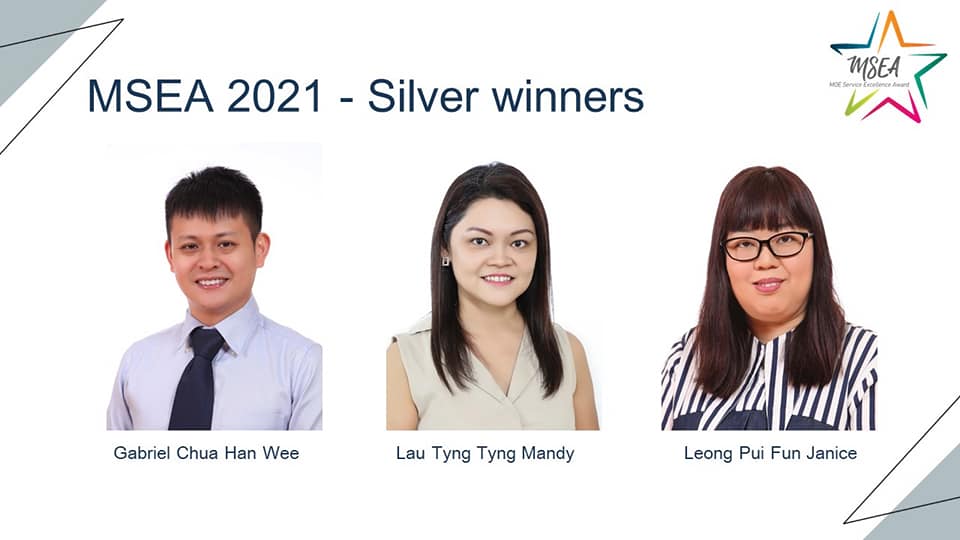 MSEA 2021 - Silver winners
MSEA
MOE Service Excellence Award
Gabriel Chua Han Wee
Lau Tyng Tyng Mandy
Leong Pui Fun Janice